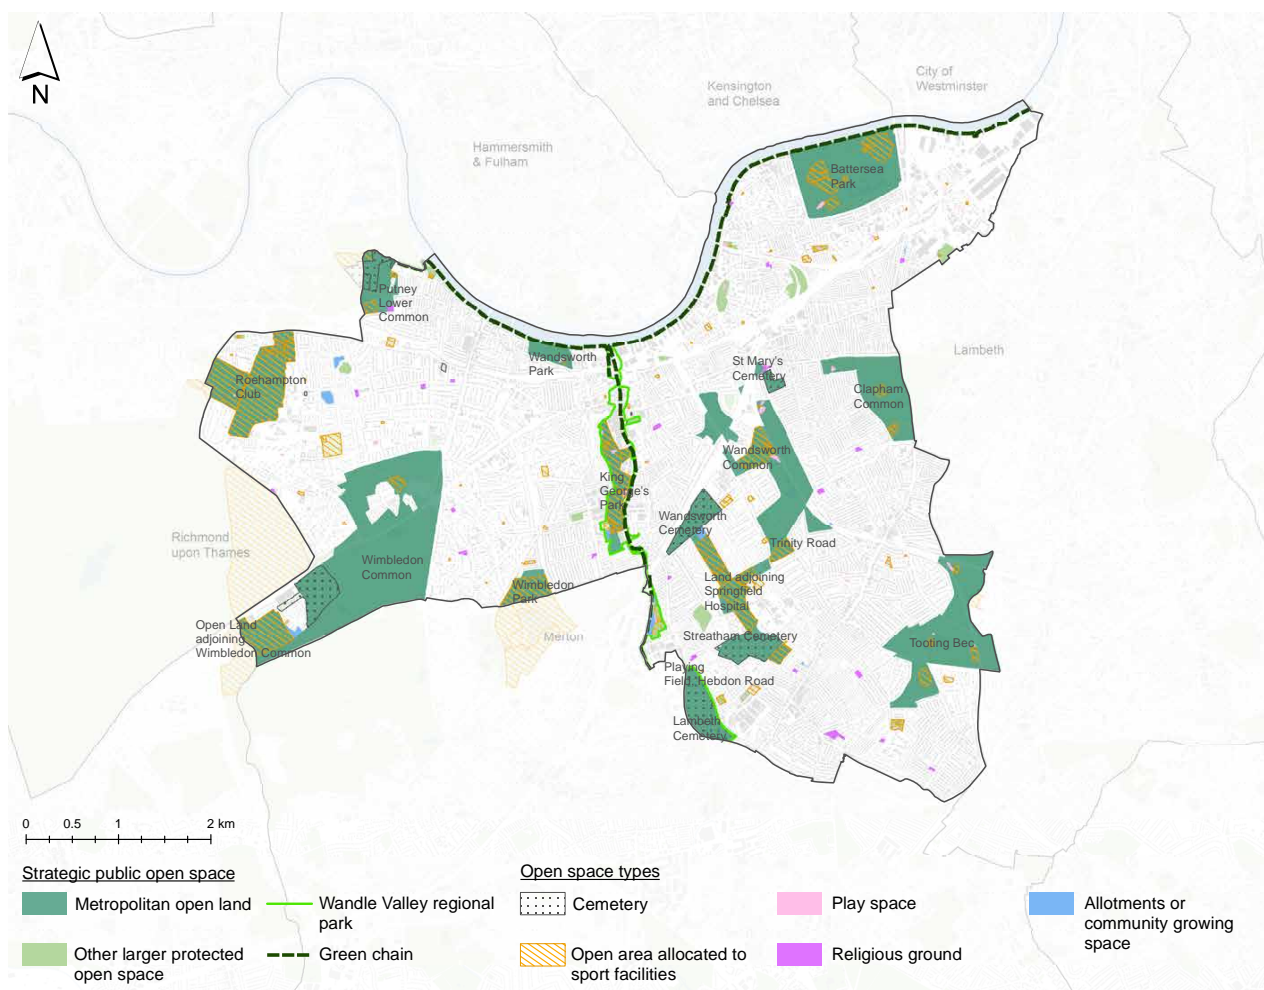 N
City of
Westminster
Kensington
and Chelsea
Hammersmith
& Fulham
Battersea
Park
Putney
Lower
Common
Wandsworth
Park
Lambeth
St Mary's
Cemetery
Roehampton
Club
Clapham
Common
Wandsworth
Common
King
George's
Park
Wandsworth
Cemetery
Richmond
upon Thames
Trinity Road
Wimbledon
Common
Land adjoining
Springfield
Hospital
Wimbledon
Park
Open Land
adjoining
Wimbledon Common
Merton
Streatham Cemetery
Tooting Bec
Playing
Field, Hebdon Road
Lambeth
Cemetery
0 0.5 1 2 km
Strategic public open space
Metropolitan open land
Other larger protected
open space
Wandle Valley regional
park
Green chain
Open space types
Cemetery
Open area allocated to
sport facilities
Play space
Religious ground
Allotments or
community growing
space